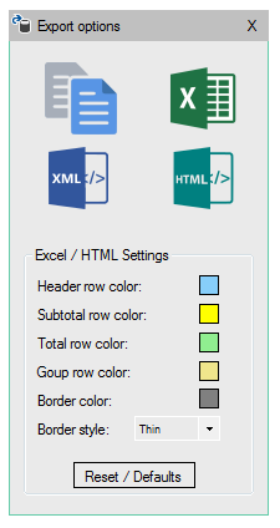 Export options X
X
XML </>
HTML </>
Excel / HTML Settings
Header row color:
Subtotal row color:
Total row color:
Goup row color:
Border color:
Border style: Thin
Reset / Defaults